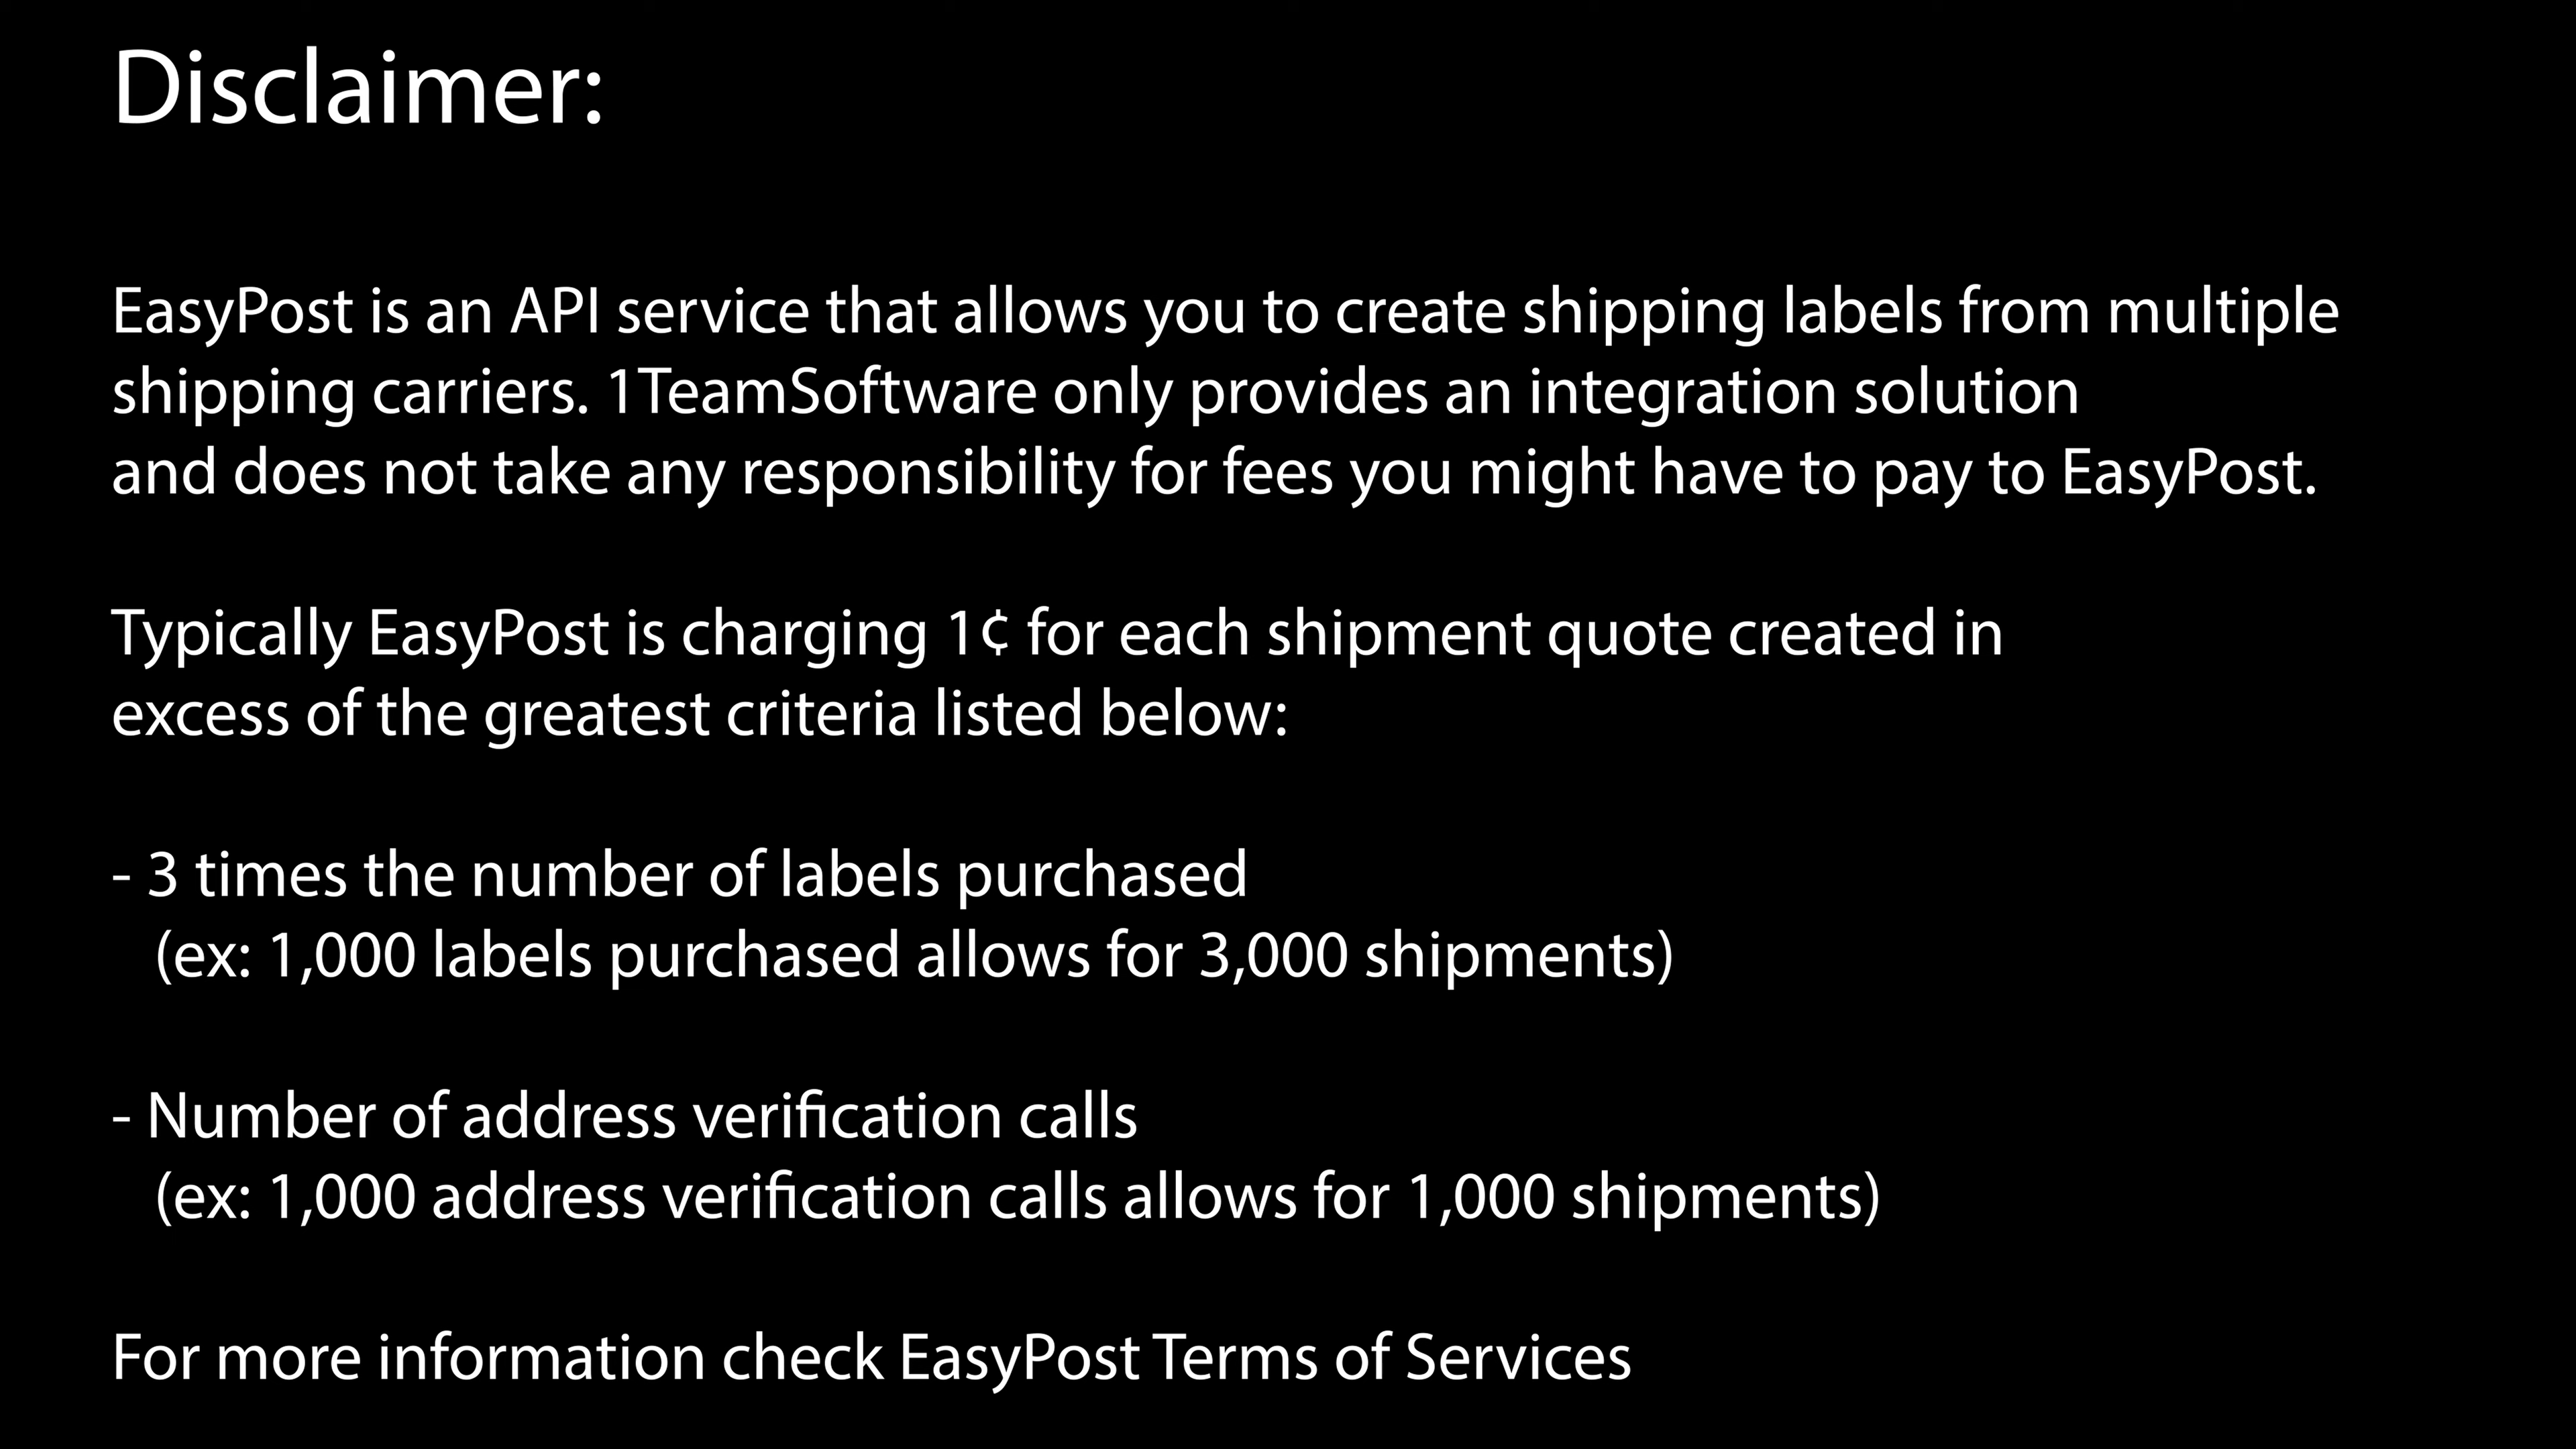 Disclaimer:
EasyPost is an API service that allows you to create shipping labels from multiple
shipping carriers. 1TeamSoftware only provides an integration solution
and does not take any responsibility for fees you might have to pay to EasyPost.
Typically EasyPost is charging 1¢ for each shipment quote created in
excess of the greatest criteria listed below:
- 3 times the number of labels purchased
(ex: 1,000 labels purchased allows for 3,000 shipments)
- Number of address verification calls
(ex: 1,000 address verification calls allows for 1,000 shipments)
For more information check EasyPost Terms of Services